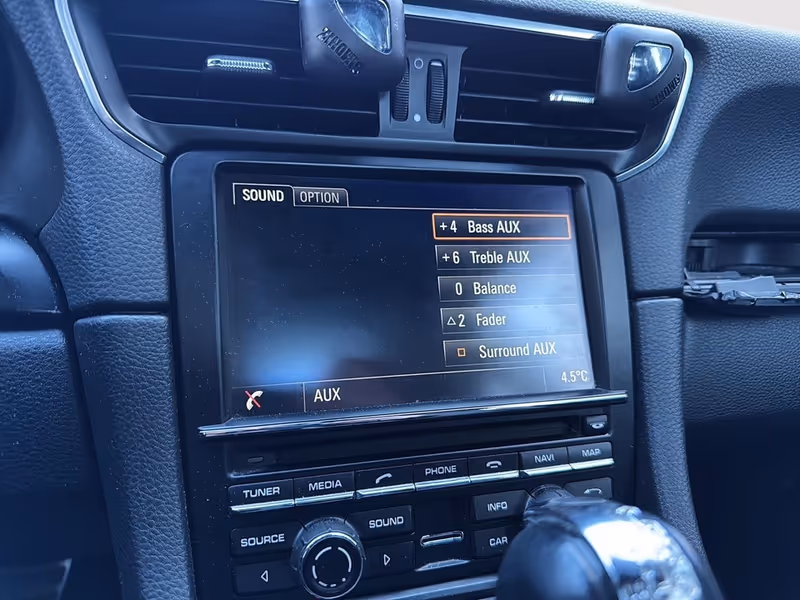 SOUND OPTION
+4 Bass AUX
+6 Treble AUX
0 Balance
△2 Fader
Surround AUX
AUX 4.5°C
TUNER MEDIA PHONE NAVI MAP
SOURCE SOUND INFO
CAR